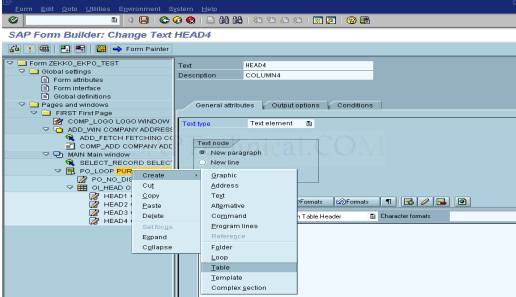 Form Edit Goto Utilities Environment System Help
SAP Form Builder: Change Text HEAD4
Form Painter
Form ZEKKO_EKPO_TEST
Global settings
Form attributes
Form interface
Global definitions
Pages and windows
FIRST First Page
COMP_LOGO LOGO WINDOW
ADD_WIN COMPANY ADDRESS
ADD_FETCH FETCHING CO
COMP_ADD COMPANY ADD
MAIN Main window
SELECT_RECORD SELEC
PO_LOOP PUR
PO_NO_DIS
OI_HEAD O
HEAD1
HEAD2
HEAD3
HEAD4
Text HEAD4
Description COLUMN4
General attributes Output options Conditions
Text type Text element
Text node
New paragraph
New line
Create
Cut
Copy
Paste
Delete
Set focus
Expand
Collapse
Graphic
Address
Text
Alternative
Command
Program lines
Reference
Folder
Loop
Table
Template
Complex section
Formats Formats
n Table Header Character formats